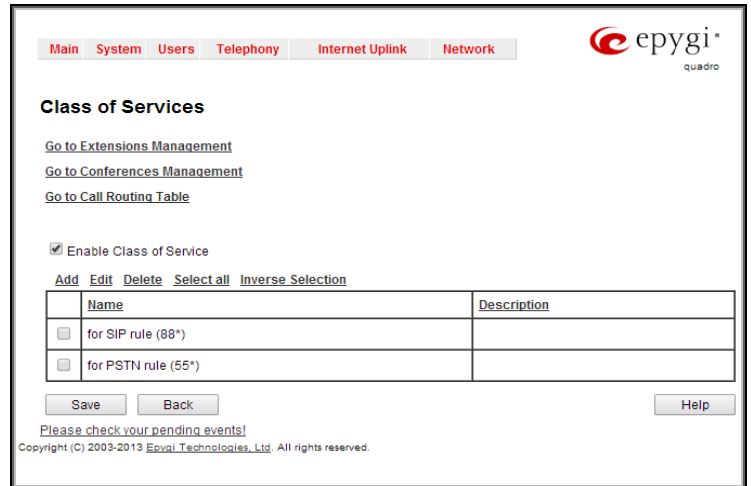 Main System Users Telephony Internet Uplink Network
epygi
quadro
Class of Services
Go to Extensions Management
Go to Conferences Management
Go to Call Routing Table
Enable Class of Service
Add Edit Delete Select all Inverse Selection
Name Description
for SIP rule (88*)
for PSTN rule (55*)
Save Back Help
Please check your pending events!
Copyright (C) 2003-2013 Epygi Technologies, Ltd. All rights reserved.